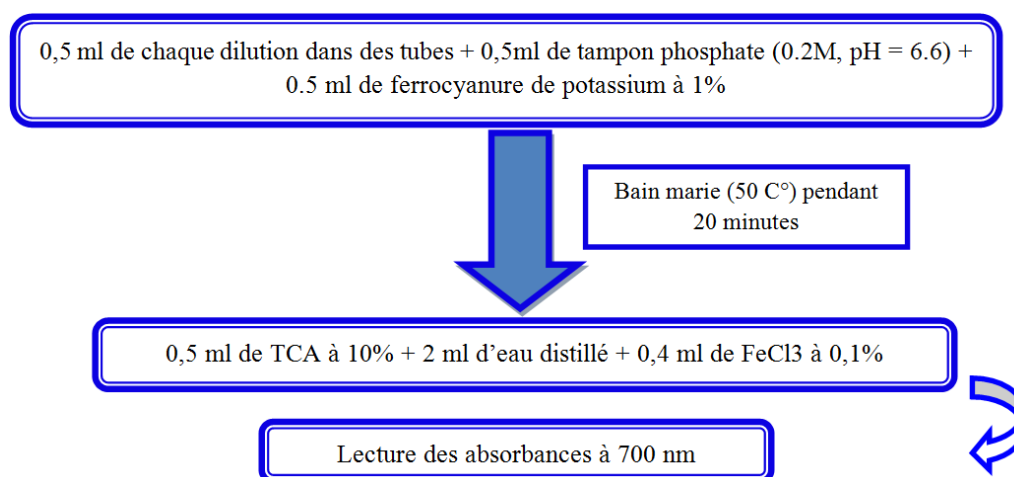 0,5 ml de chaque dilution dans des tubes + 0,5ml de tampon phosphate (0.2M, pH = 6.6) +
0.5 ml de ferrocyanure de potassium à 1%
Bain marie (50 C°) pendant
20 minutes
0,5 ml de TCA à 10% + 2 ml d’eau distillé + 0,4 ml de FeCl3 à 0,1%
Lecture des absorbances à 700 nm